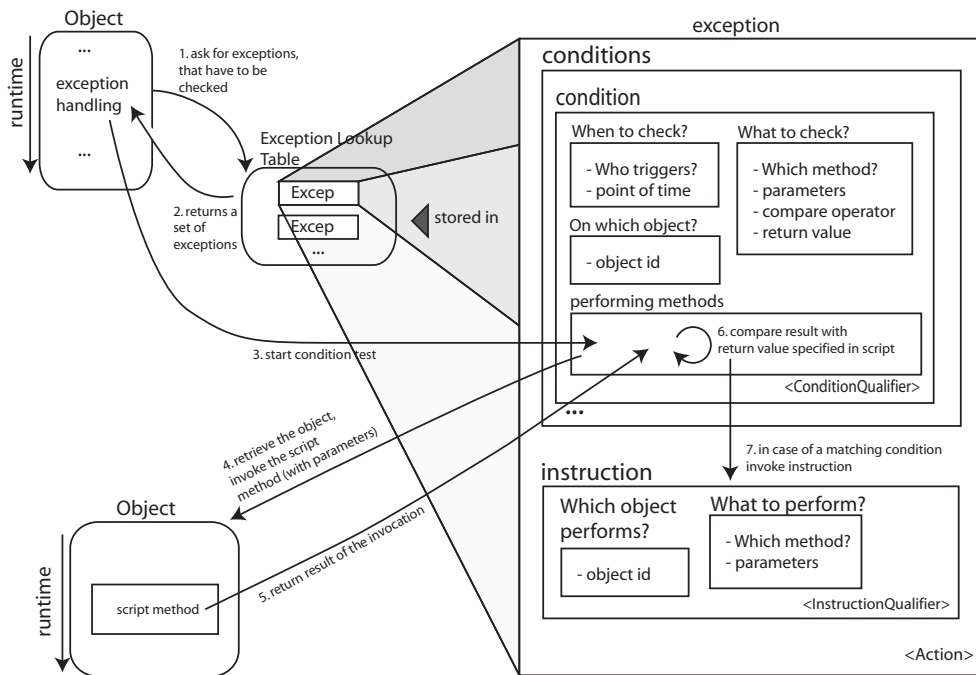 Object
...
exception
handling
...
runtime
1. ask for exceptions,
that have to be
checked
2. returns a
set of
exceptions
Exception Lookup
Table
Excep
Excep
...
stored in
3. start condition test
4. retrieve the object,
invoke the script
method (with parameters)
5. return result of the invocation
Object
runtime
script method
exception
conditions
condition
When to check?
- Who triggers?
- point of time
What to check?
- Which method?
- parameters
- compare operator
- return value
On which object?
- object id
performing methods
6. compare result with
return value specified in script
<ConditionQualifier>
...
7. in case of a matching condition
invoke instruction
instruction
Which object
performs?
- object id
What to perform?
- Which method?
- parameters
<InstructionQualifier>
<Action>